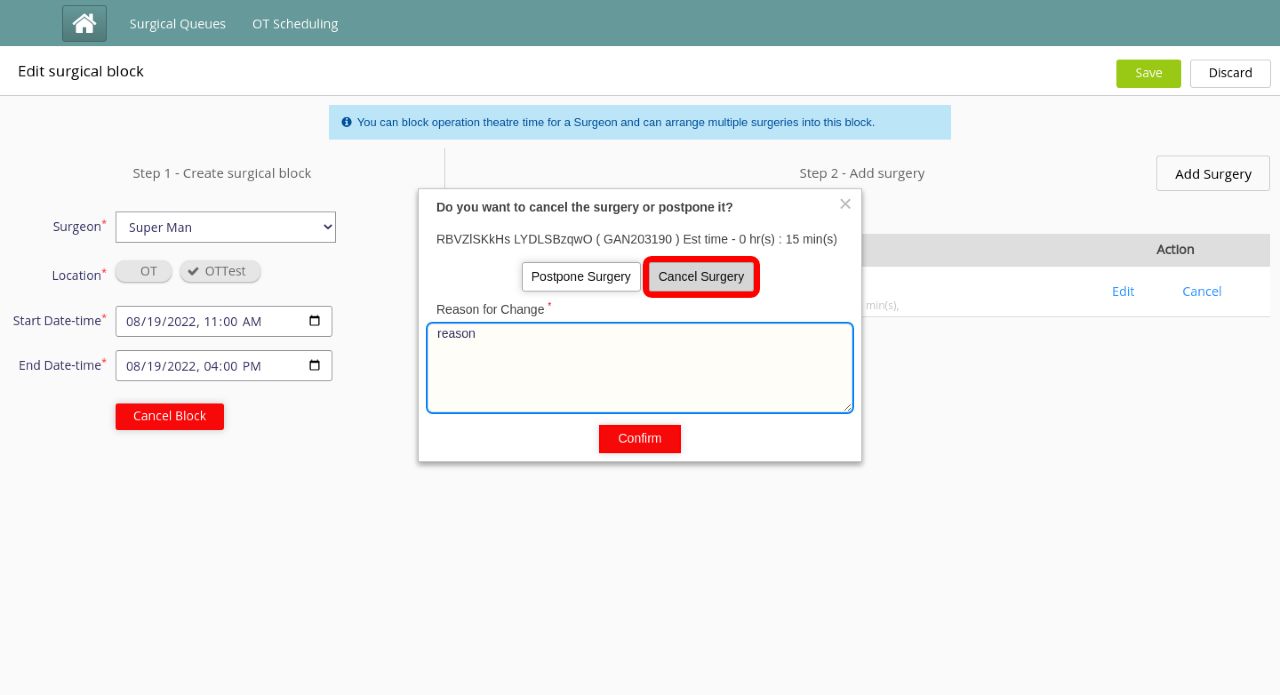 Surgical Queues OT Scheduling
Edit surgical block
Save Discard
You can block operation theatre time for a Surgeon and can arrange multiple surgeries into this block.
Step 1 - Create surgical block
Step 2 - Add surgery
Add Surgery
Surgeon* Super Man
Location* OT OTTest
Start Date-time* 08/19/2022, 11:00 AM
End Date-time* 08/19/2022, 04:00 PM
Cancel Block
Do you want to cancel the surgery or postpone it? ×
RBVZlSKkHs LYDLSBzqwO ( GAN203190 ) Est time - 0 hr(s) : 15 min(s)
Postpone Surgery Cancel Surgery
Reason for Change *
reason
Confirm
Action
Edit Cancel
min(s),